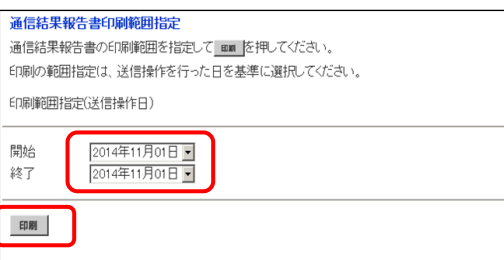 通信結果報告書印刷範囲指定
通信結果報告書の印刷範囲を指定して 印刷 を押してください。
印刷の範囲指定は、送信操作を行った日を基準に選択してください。
印刷範囲指定(送信操作日)
開始 2014年11月01日
終了 2014年11月01日
印刷